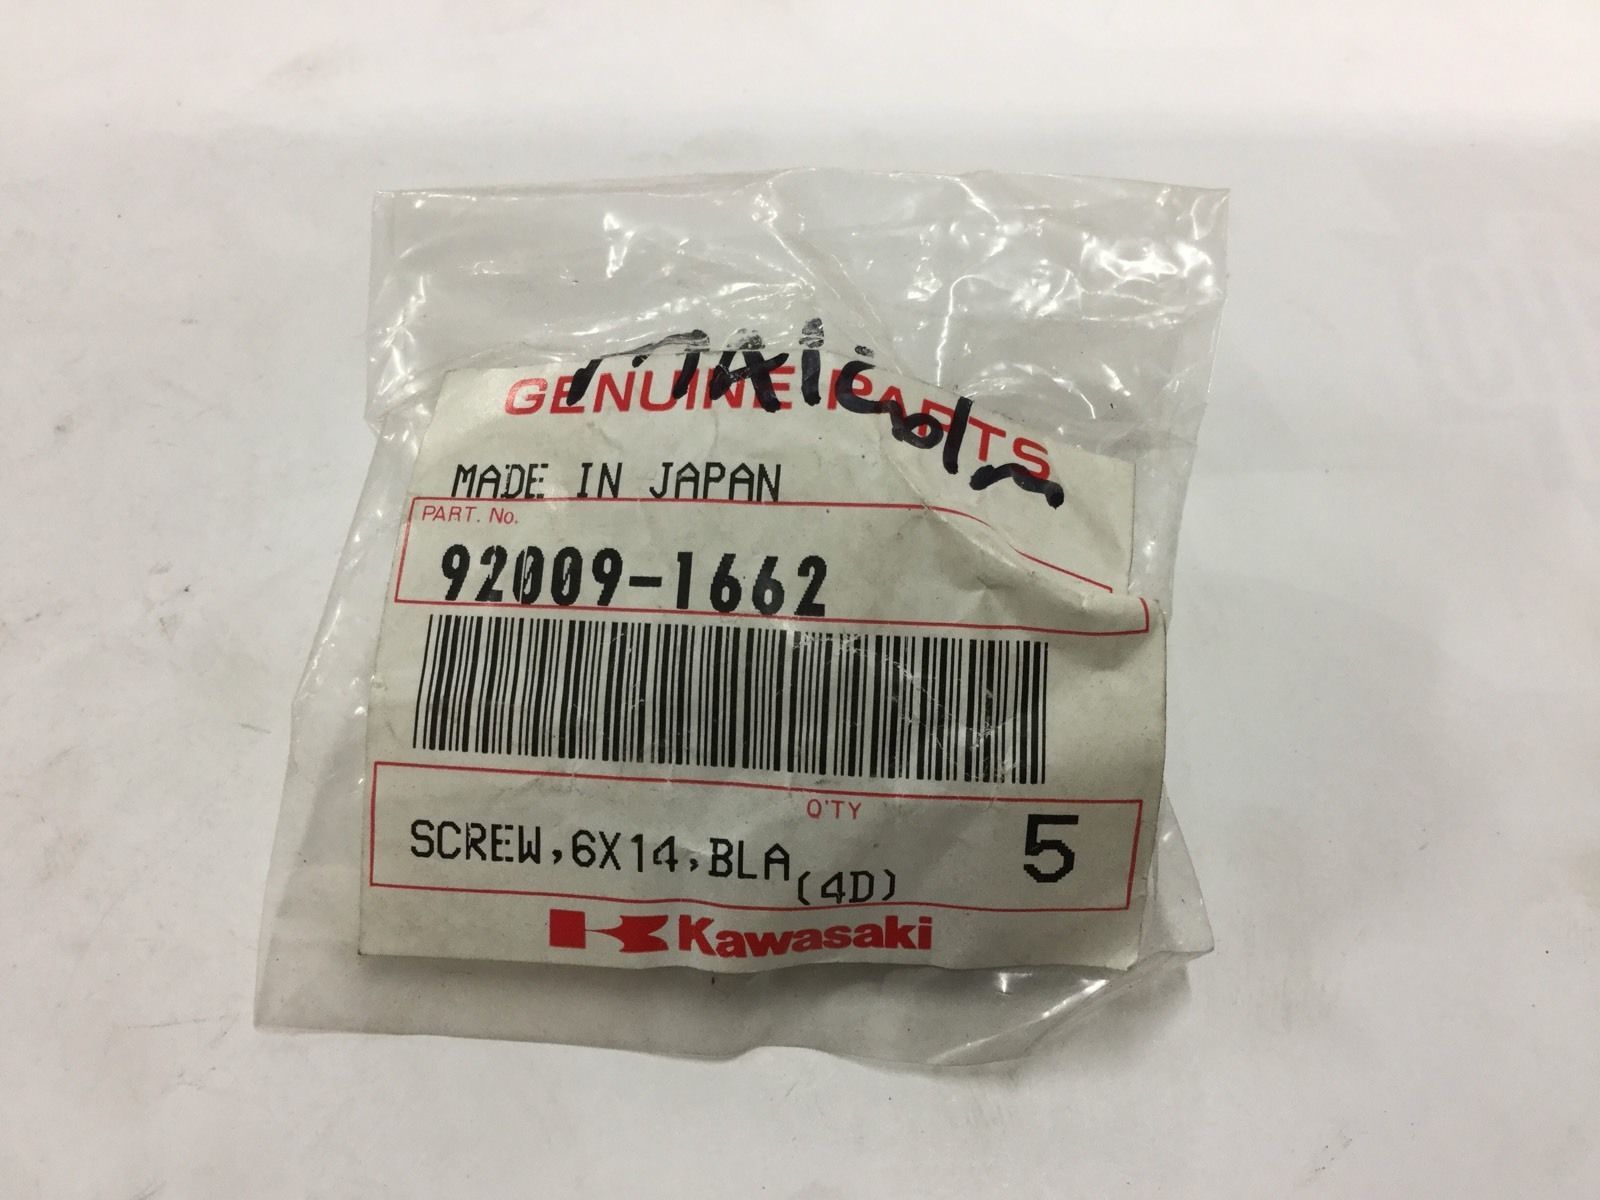 GENUINE PARTS
MADE IN JAPAN
PART. No.
92009-1662
Q'TY
SCREW,6X14,BLA (4D) 5
Kawasaki